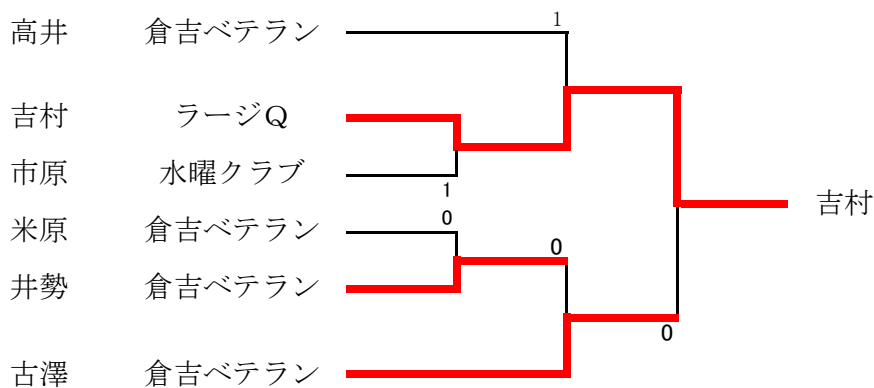 高井 倉吉ベテラン 1
吉村 ラージQ
市原 水曜クラブ 1
吉村
米原 倉吉ベテラン 0
0
井勢 倉吉ベテラン
0
古澤 倉吉ベテラン